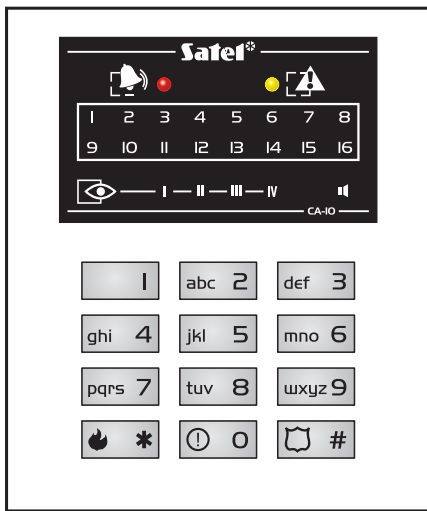 Satel
1 2 3 4 5 6 7 8
9 10 11 12 13 14 15 16
I II III IV
CA-10
1 abc 2 def 3
ghi 4 jkl 5 mno 6
pqrs 7 tuv 8 wxyz 9
* 0 #